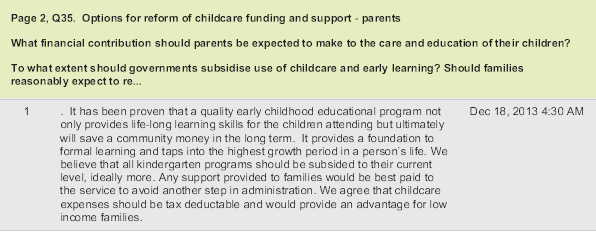 Page 2, Q35. Options for reform of childcare funding and support - parents
What financial contribution should parents be expected to make to the care and education of their children?
To what extent should governments subsidise use of childcare and early learning? Should families
reasonably expect to re...
1 . It has been proven that a quality early childhood educational program not Dec 18, 2013 4:30 AM
only provides life-long learning skills for the children attending but ultimately
will save a community money in the long term. It provides a foundation to
formal learning and taps into the highest growth period in a person's life. We
believe that all kindergarten programs should be subsided to their current
level, ideally more. Any support provided to families would be best paid to
the service to avoid another step in administration. We agree that childcare
expenses should be tax deductable and would provide an advantage for low
income families.